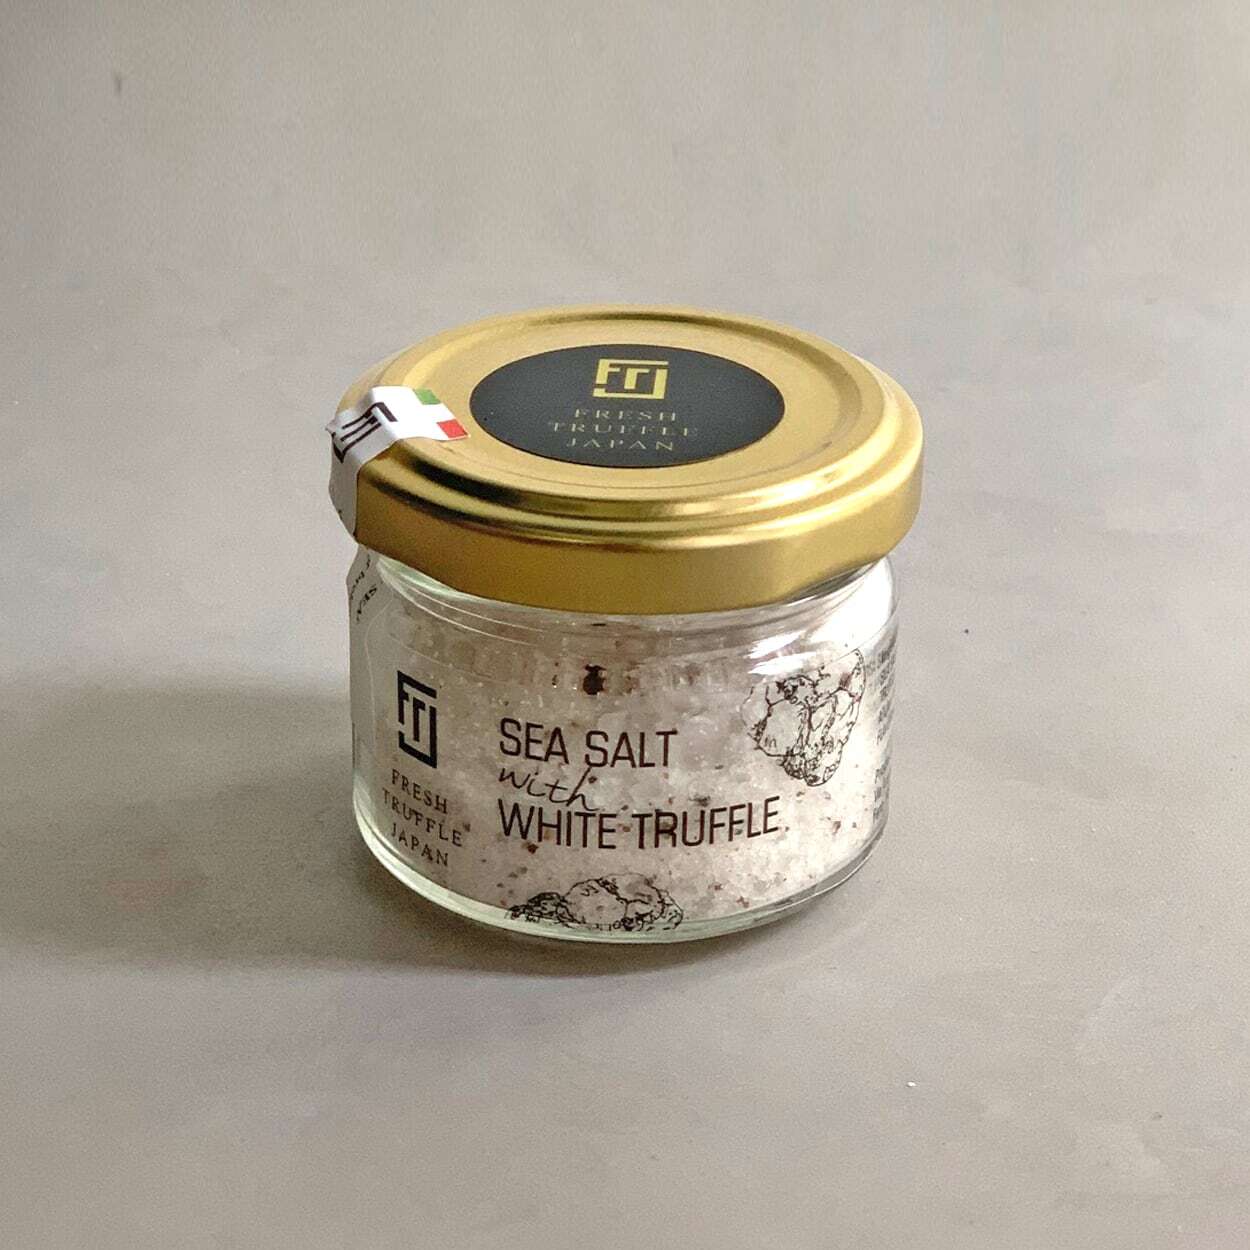 FTJ
FRESH
TRUFFLE
JAPAN
FTJ
FRESH
TRUFFLE
JAPAN
SEA SALT
with
WHITE TRUFFLE